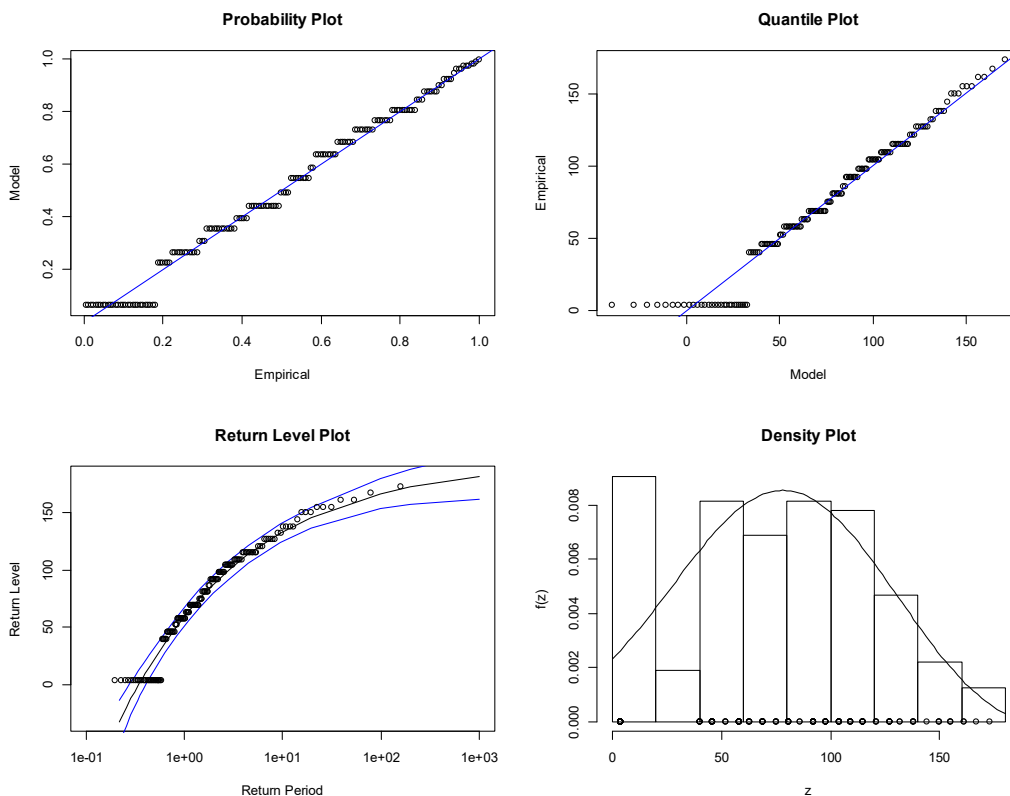 Probability Plot
Model
0.2 0.4 0.6 0.8 1.0
0.0 0.2 0.4 0.6 0.8 1.0
Empirical
Quantile Plot
Empirical
0 50 100 150
0 50 100 150
Model
Return Level Plot
Return Level
0 50 100 150
1e-01 1e+00 1e+01 1e+02 1e+03
Return Period
Density Plot
f(z)
0.000 0.002 0.004 0.006 0.008
0 50 100 150
z